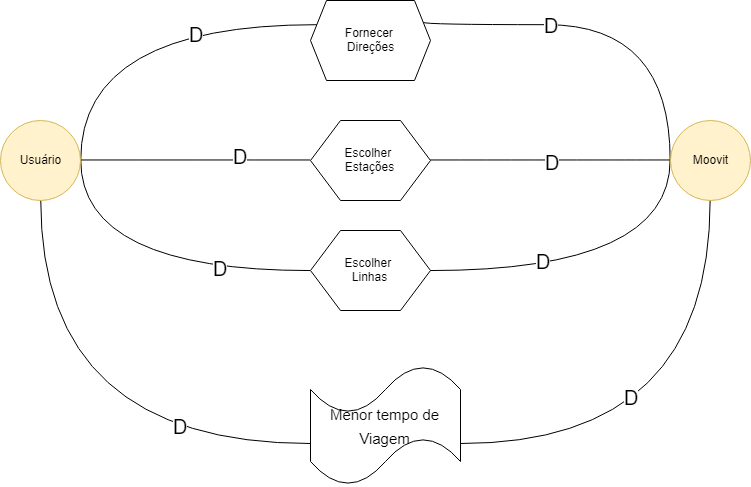 D
D
Fornecer
Direções
Usuário
D
Escolher
Estações
D
Moovit
D
Escolher
Linhas
D
Menor tempo de
Viagem
D
D